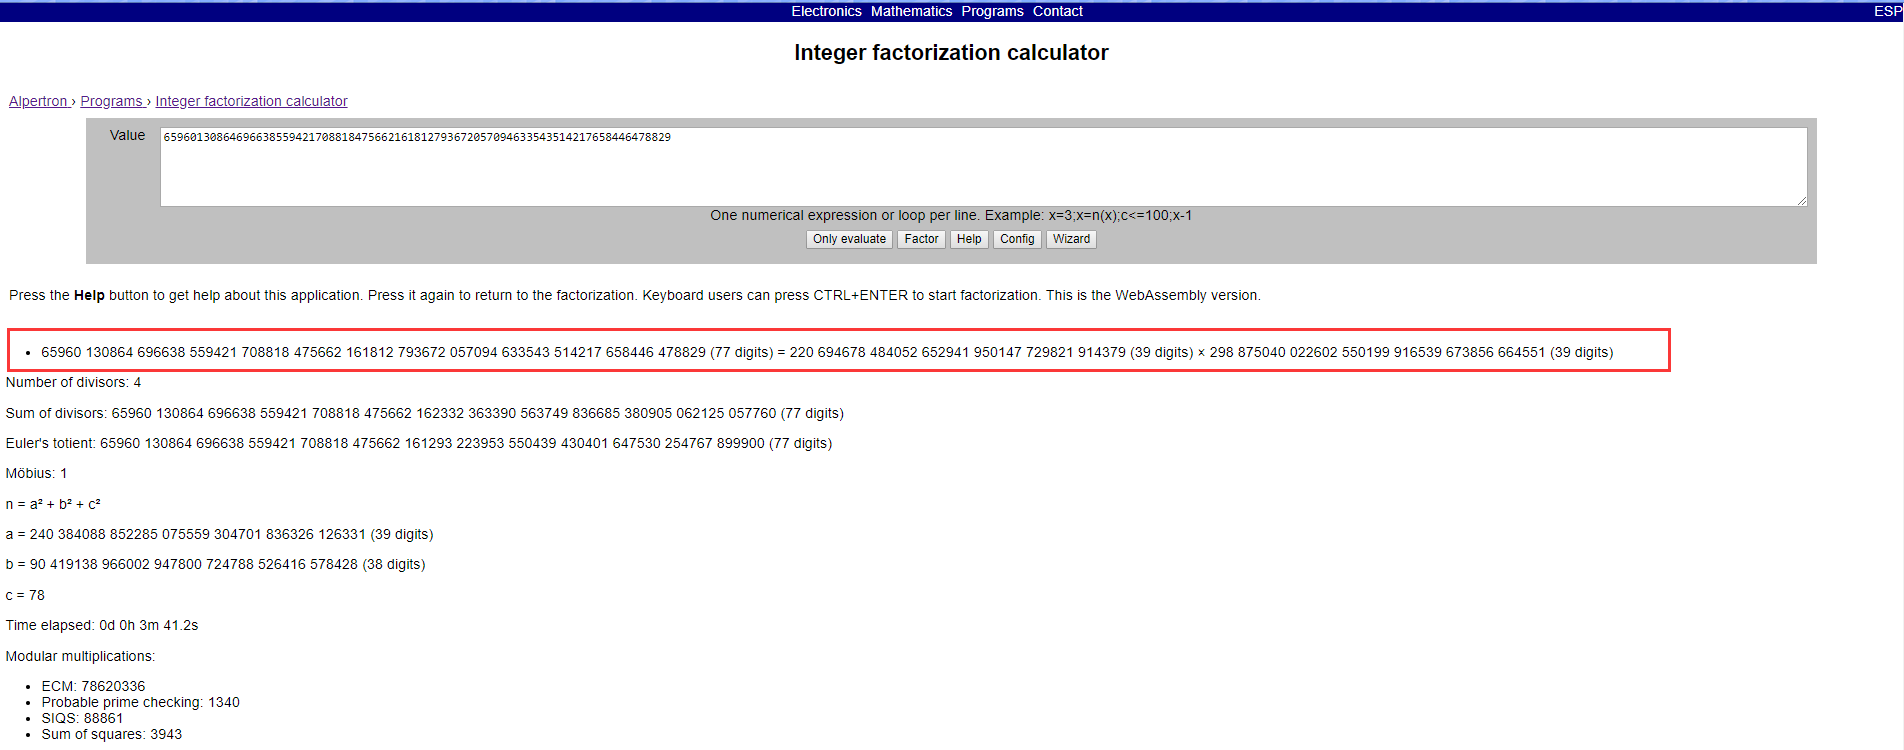 Electronics Mathematics Programs Contact ESP
Integer factorization calculator
Alpertron › Programs › Integer factorization calculator
Value 65960130864696638559421708818475662161812793672057094633543514217658446478829
One numerical expression or loop per line. Example: x=3;x=n(x);c<=100;x-1
Only evaluate Factor Help Config Wizard
Press the Help button to get help about this application. Press it again to return to the factorization. Keyboard users can press CTRL+ENTER to start factorization. This is the WebAssembly version.
• 65960 130864 696638 559421 708818 475662 161812 793672 057094 633543 514217 658446 478829 (77 digits) = 220 694678 484052 652941 950147 729821 914379 (39 digits) × 298 875040 022602 550199 916539 673856 664551 (39 digits)
Number of divisors: 4
Sum of divisors: 65960 130864 696638 559421 708818 475662 162332 363390 563749 836685 380905 062125 057760 (77 digits)
Euler's totient: 65960 130864 696638 559421 708818 475662 161293 223953 550439 430401 647530 254767 899900 (77 digits)
Möbius: 1
n = a² + b² + c²
a = 240 384088 852285 075559 304701 836326 126331 (39 digits)
b = 90 419138 966002 947800 724788 526416 578428 (38 digits)
c = 78
Time elapsed: 0d 0h 3m 41.2s
Modular multiplications:
• ECM: 78620336
• Probable prime checking: 1340
• SIQS: 88861
• Sum of squares: 3943